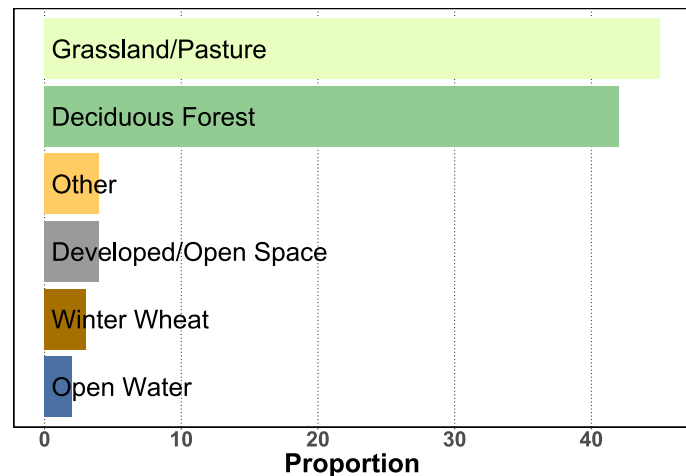 Grassland/Pasture
Deciduous Forest
Other
Developed/Open Space
Winter Wheat
Open Water
0 10 20 30 40
Proportion